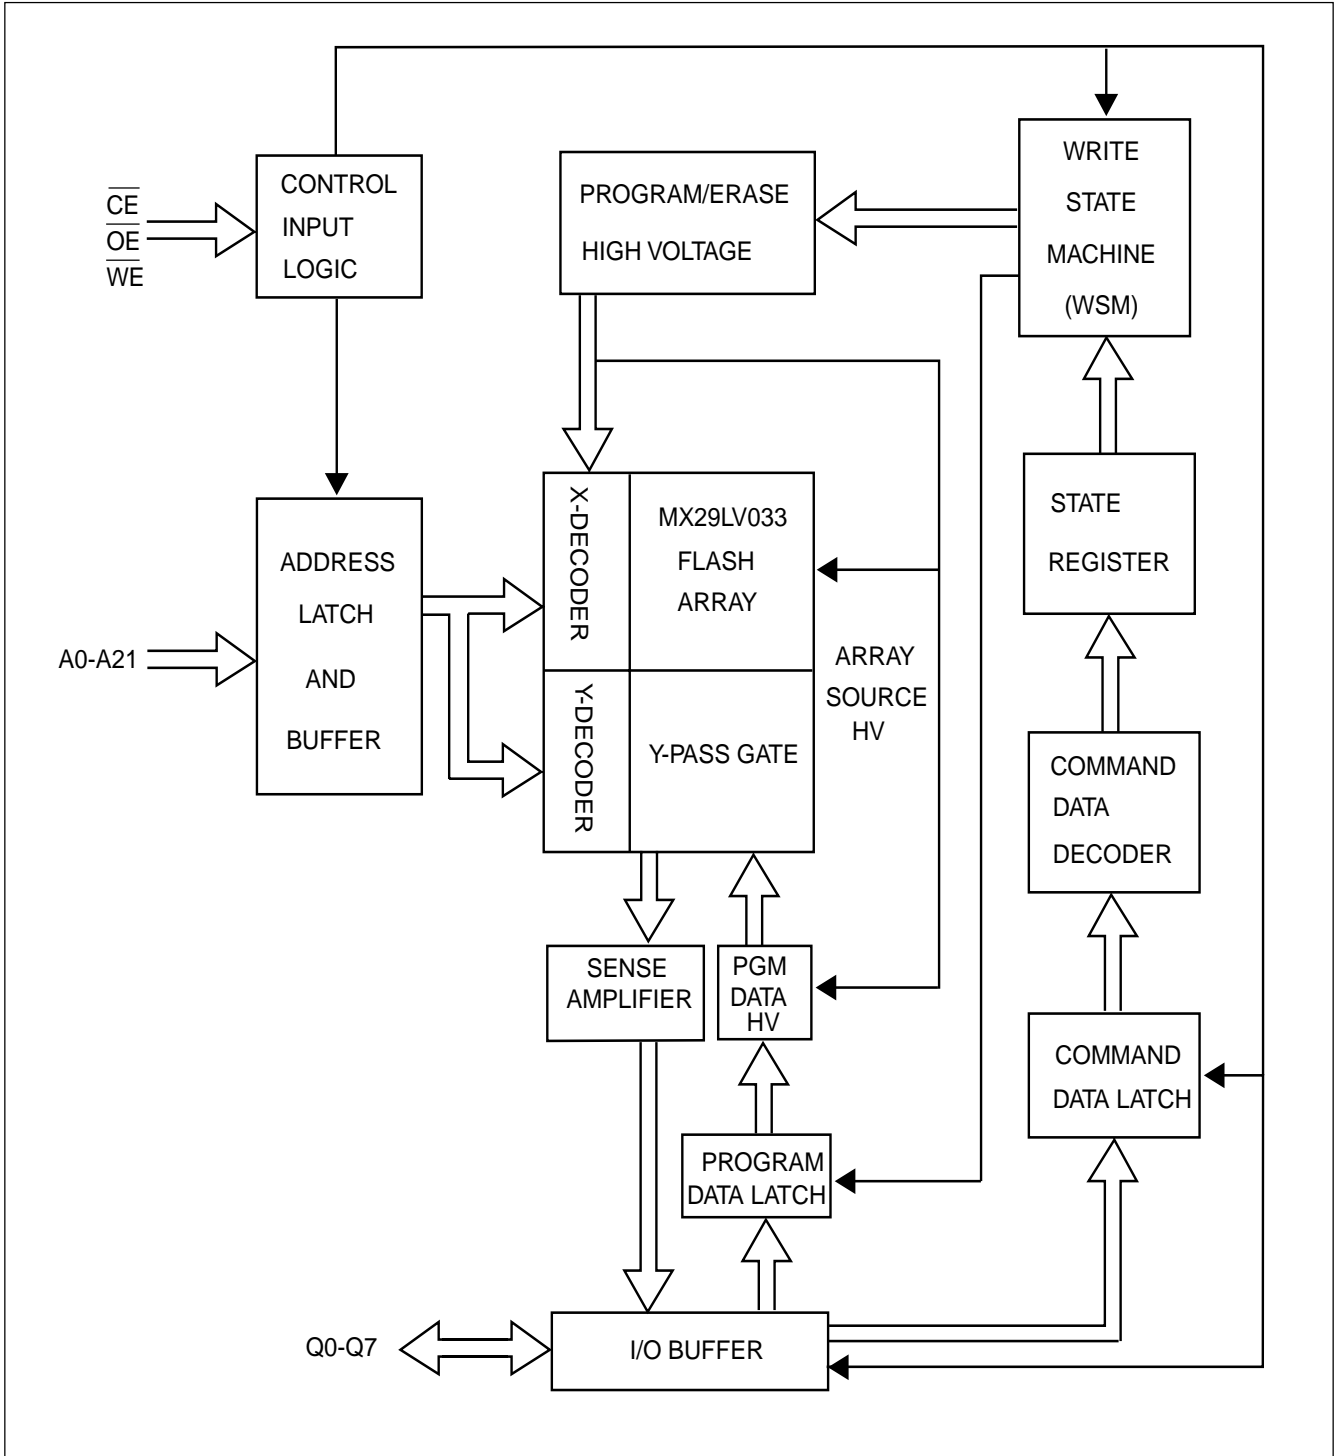 CE
OE
WE
CONTROL
INPUT
LOGIC
PROGRAM/ERASE
HIGH VOLTAGE
WRITE
STATE
MACHINE
(WSM)
A0-A21
ADDRESS
LATCH
AND
BUFFER
X-DECODER
MX29LV033
FLASH
ARRAY
Y-DECODER
Y-PASS GATE
ARRAY
SOURCE
HV
STATE
REGISTER
COMMAND
DATA
DECODER
SENSE
AMPLIFIER
PGM
DATA
HV
COMMAND
DATA LATCH
PROGRAM
DATA LATCH
Q0-Q7
I/O BUFFER